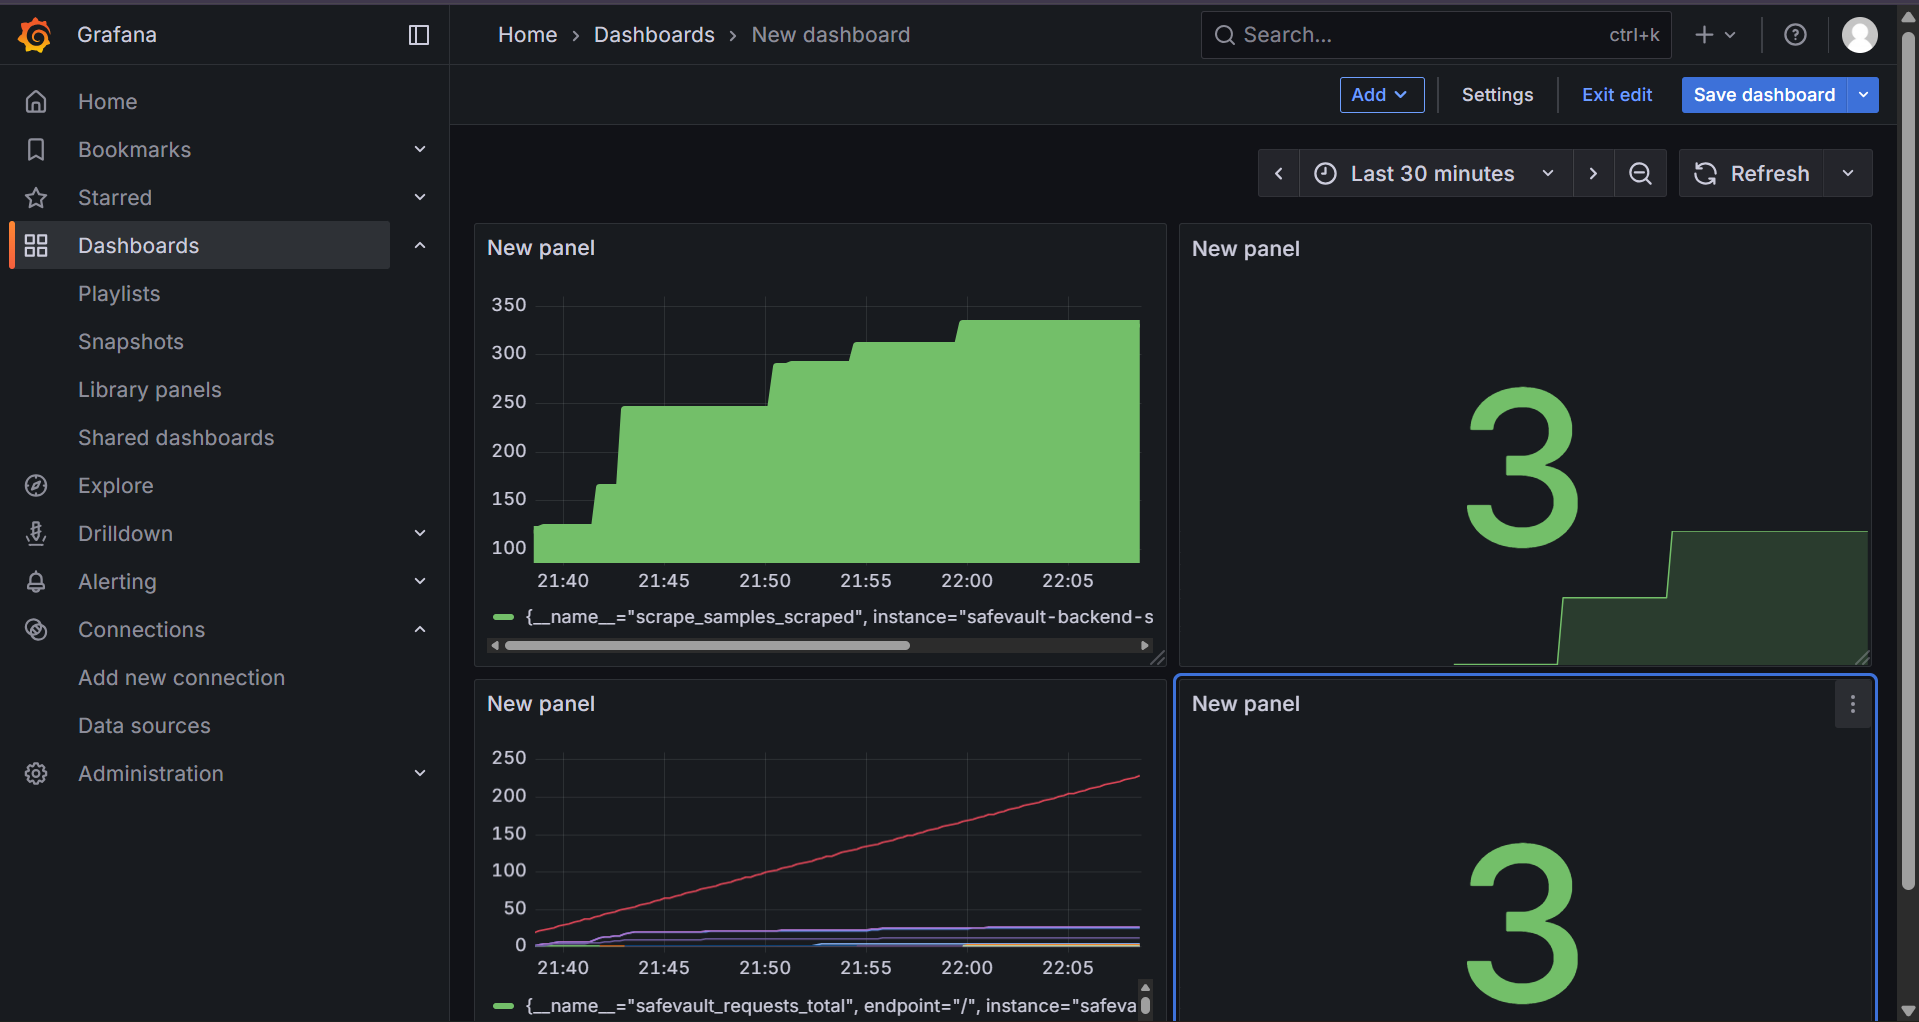 Grafana
Home › Dashboards › New dashboard
Search...
ctrl+k
Home
Bookmarks
Starred
Dashboards
Playlists
Snapshots
Library panels
Shared dashboards
Explore
Drilldown
Alerting
Connections
Add new connection
Data sources
Administration
Add
Settings
Exit edit
Save dashboard
Last 30 minutes
Refresh
New panel
350
300
250
200
150
100
21:40 21:45 21:50 21:55 22:00 22:05
{__name__="scrape_samples_scraped", instance="safevault-backend-s
New panel
3
New panel
250
200
150
100
50
0
21:40 21:45 21:50 21:55 22:00 22:05
{__name__="safevault_requests_total", endpoint="/", instance="safeva
New panel
3